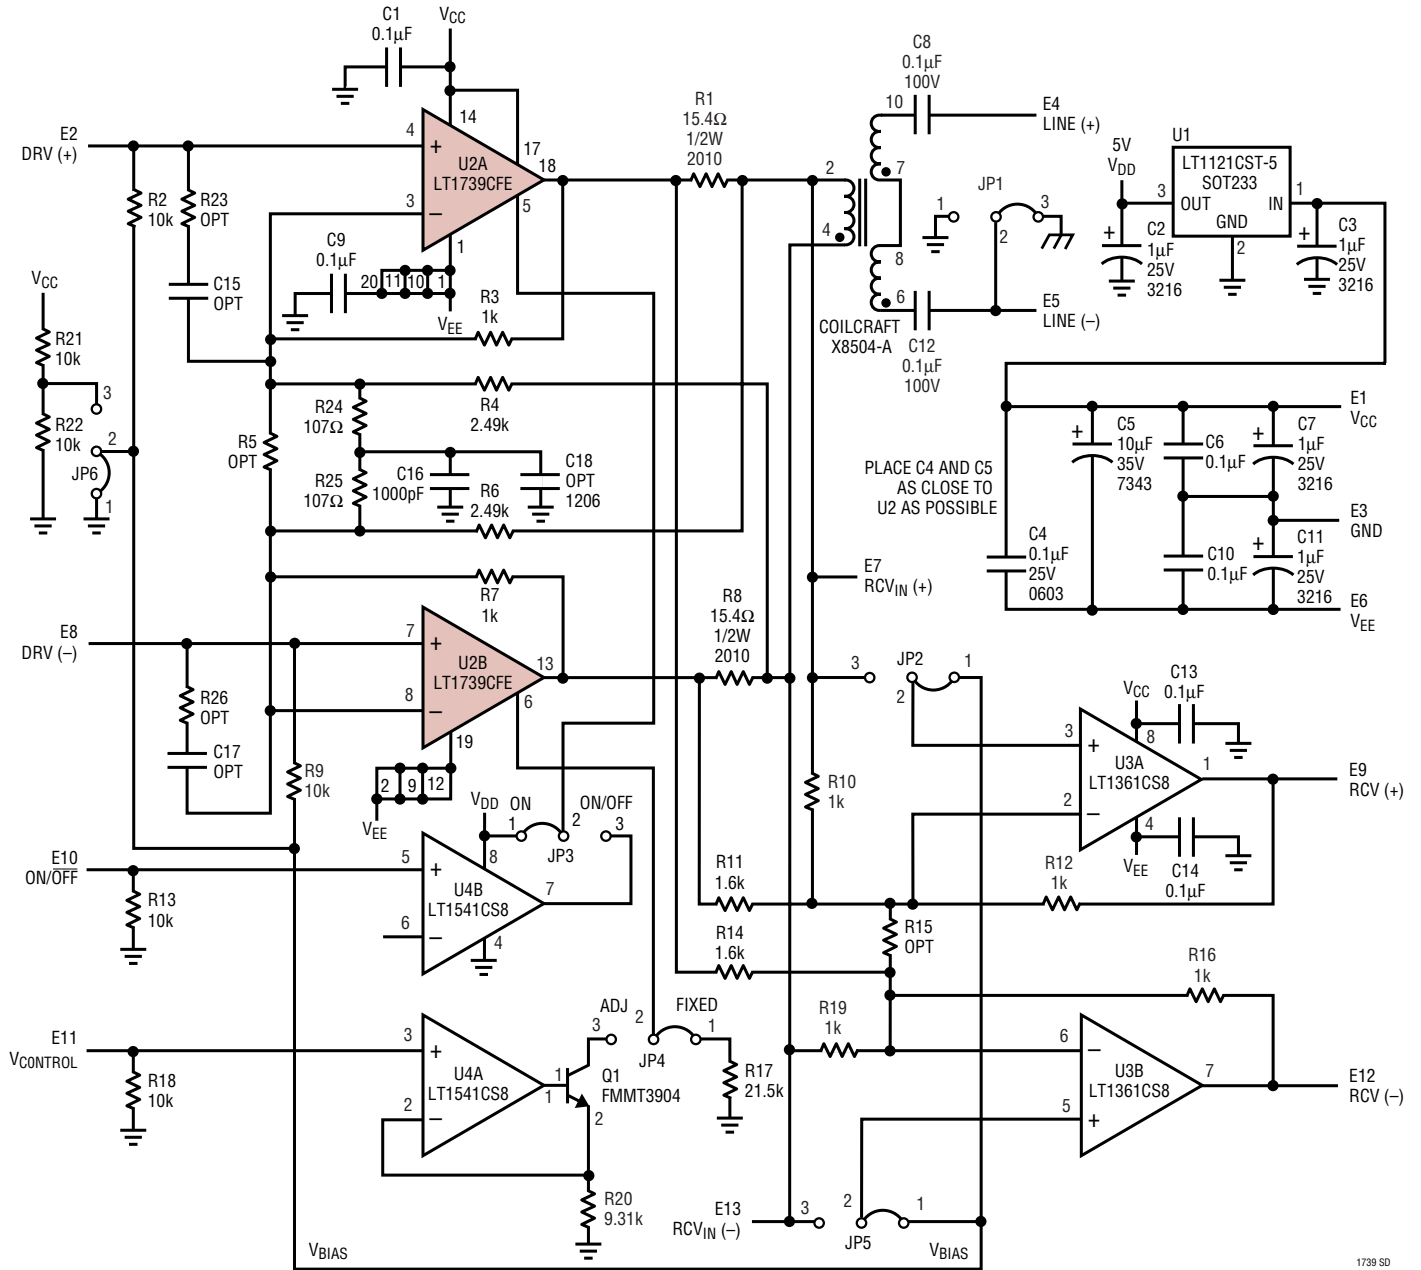 C1
0.1µF
VCC
C8
0.1µF
100V
10
E4
LINE (+)
R1
15.4Ω
1/2W
2010
U1
5V
VDD
LT1121CST-5
SOT233
3
OUT
IN
1
GND
2
C2
1µF
25V
3216
C3
1µF
25V
3216
E2
DRV (+)
4
14
17
18
U2A
LT1739CFE
3
5
1
2
4
7
8
6
JP1
1
2
3
R2
10k
R23
OPT
C9
0.1µF
20
11
10
1
VEE
R3
1k
C15
OPT
COILCRAFT
X8504-A
C12
0.1µF
100V
E5
LINE (–)
VCC
R21
10k
3
R22
10k
2
JP6
1
R24
107Ω
R4
2.49k
R5
OPT
R25
107Ω
C16
1000pF
R6
2.49k
C18
OPT
1206
PLACE C4 AND C5
AS CLOSE TO
U2 AS POSSIBLE
C5
10µF
35V
7343
C6
0.1µF
C7
1µF
25V
3216
E1
VCC
E3
GND
C4
0.1µF
25V
0603
C10
0.1µF
C11
1µF
25V
3216
E6
VEE
R7
1k
E7
RCVIN (+)
R8
15.4Ω
1/2W
2010
E8
DRV (–)
7
U2B
LT1739CFE
13
8
6
19
R26
OPT
C17
OPT
R9
10k
2
9
12
VEE
3
JP2
1
2
VCC
C13
0.1µF
8
3
U3A
LT1361CS8
1
2
4
VEE
C14
0.1µF
E9
RCV (+)
R10
1k
VDD
ON
1
2
ON/OFF
3
JP3
E10
ON/OFF
5
8
U4B
LT1541CS8
7
6
4
R13
10k
R11
1.6k
R12
1k
R14
1.6k
R15
OPT
R16
1k
E11
VCONTROL
3
U4A
LT1541CS8
2
1
R18
10k
ADJ
3
2
FIXED
1
JP4
1
Q1
FMMT3904
2
R17
21.5k
R19
1k
6
U3B
LT1361CS8
7
5
E12
RCV (–)
R20
9.31k
E13
RCVIN (–)
3
2
1
JP5
VBIAS
VBIAS
1739 SD